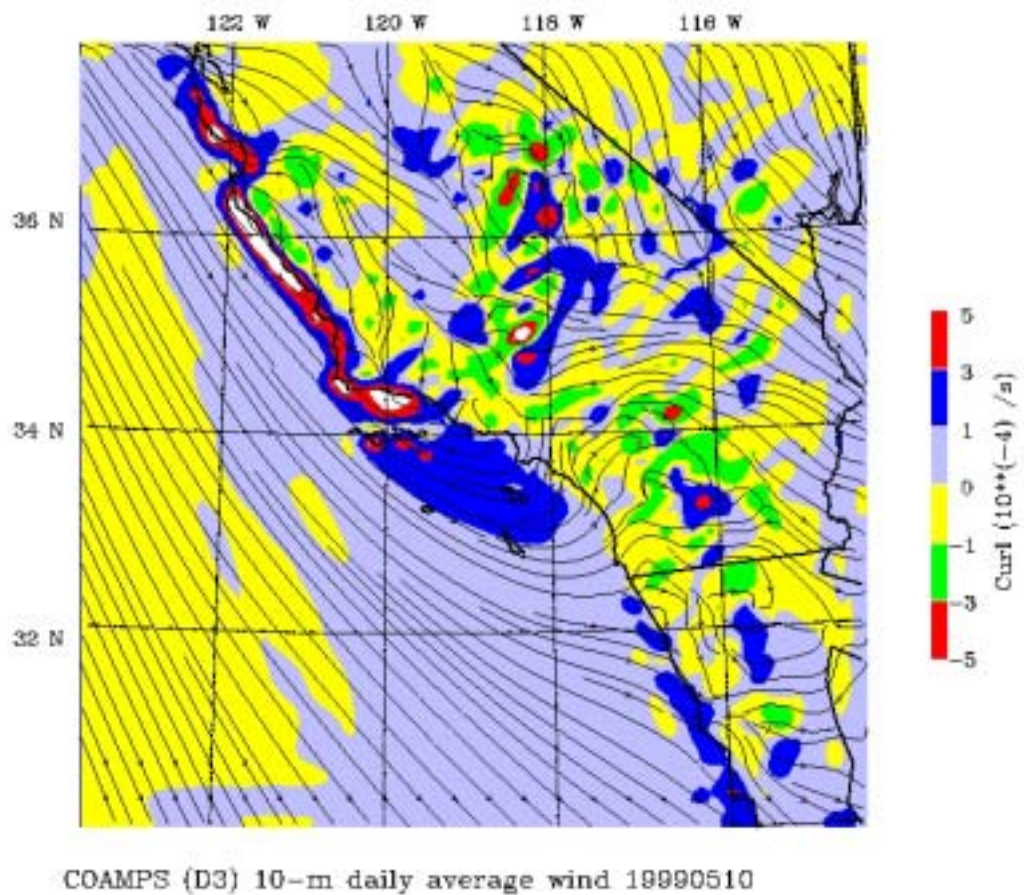 122 W 120 W 118 W 116 W
36 N
34 N
32 N
5
3
1
0
-1
-3
-5
Curl (10**(-4) /s)
COAMPS (D3) 10-m daily average wind 19990510